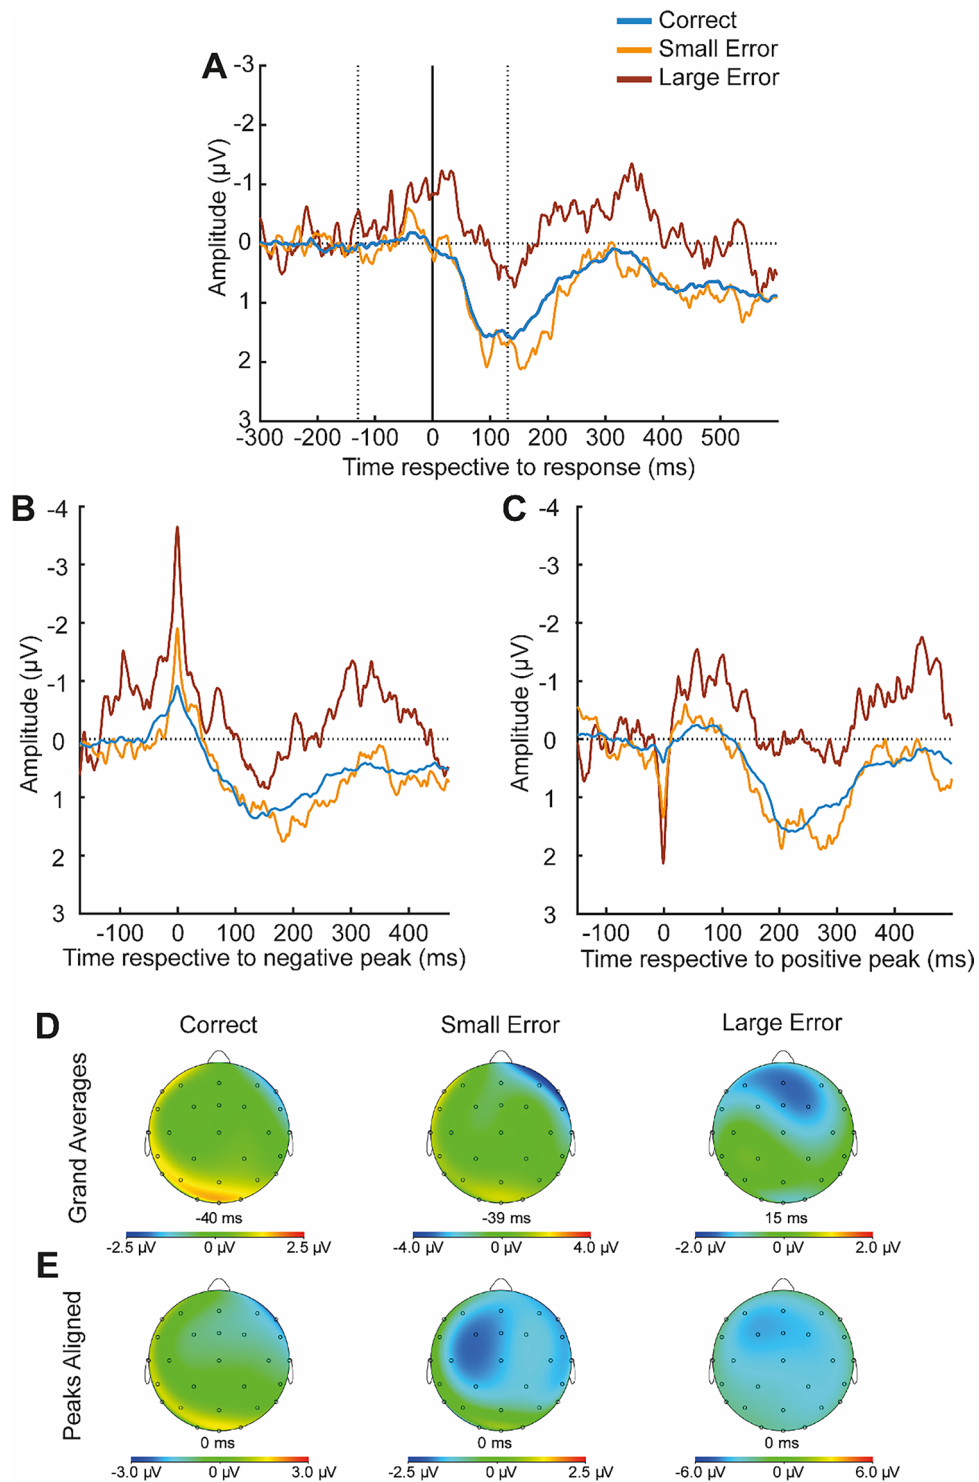 Correct
Small Error
Large Error
A
-3
-2
-1
0
1
2
3
Amplitude (µV)
-300 -200 -100 0 100 200 300 400 500
Time respective to response (ms)
B
-4
-3
-2
-1
0
1
2
3
Amplitude (µV)
-100 0 100 200 300 400
Time respective to negative peak (ms)
C
-4
-3
-2
-1
0
1
2
3
Amplitude (µV)
-100 0 100 200 300 400
Time respective to positive peak (ms)
D
Correct Small Error Large Error
Grand Averages
-40 ms -39 ms 15 ms
-2.5 µV 0 µV 2.5 µV -4.0 µV 0 µV 4.0 µV -2.0 µV 0 µV 2.0 µV
E
Peaks Aligned
0 ms 0 ms 0 ms
-3.0 µV 0 µV 3.0 µV -2.5 µV 0 µV 2.5 µV -6.0 µV 0 µV 6.0 µV